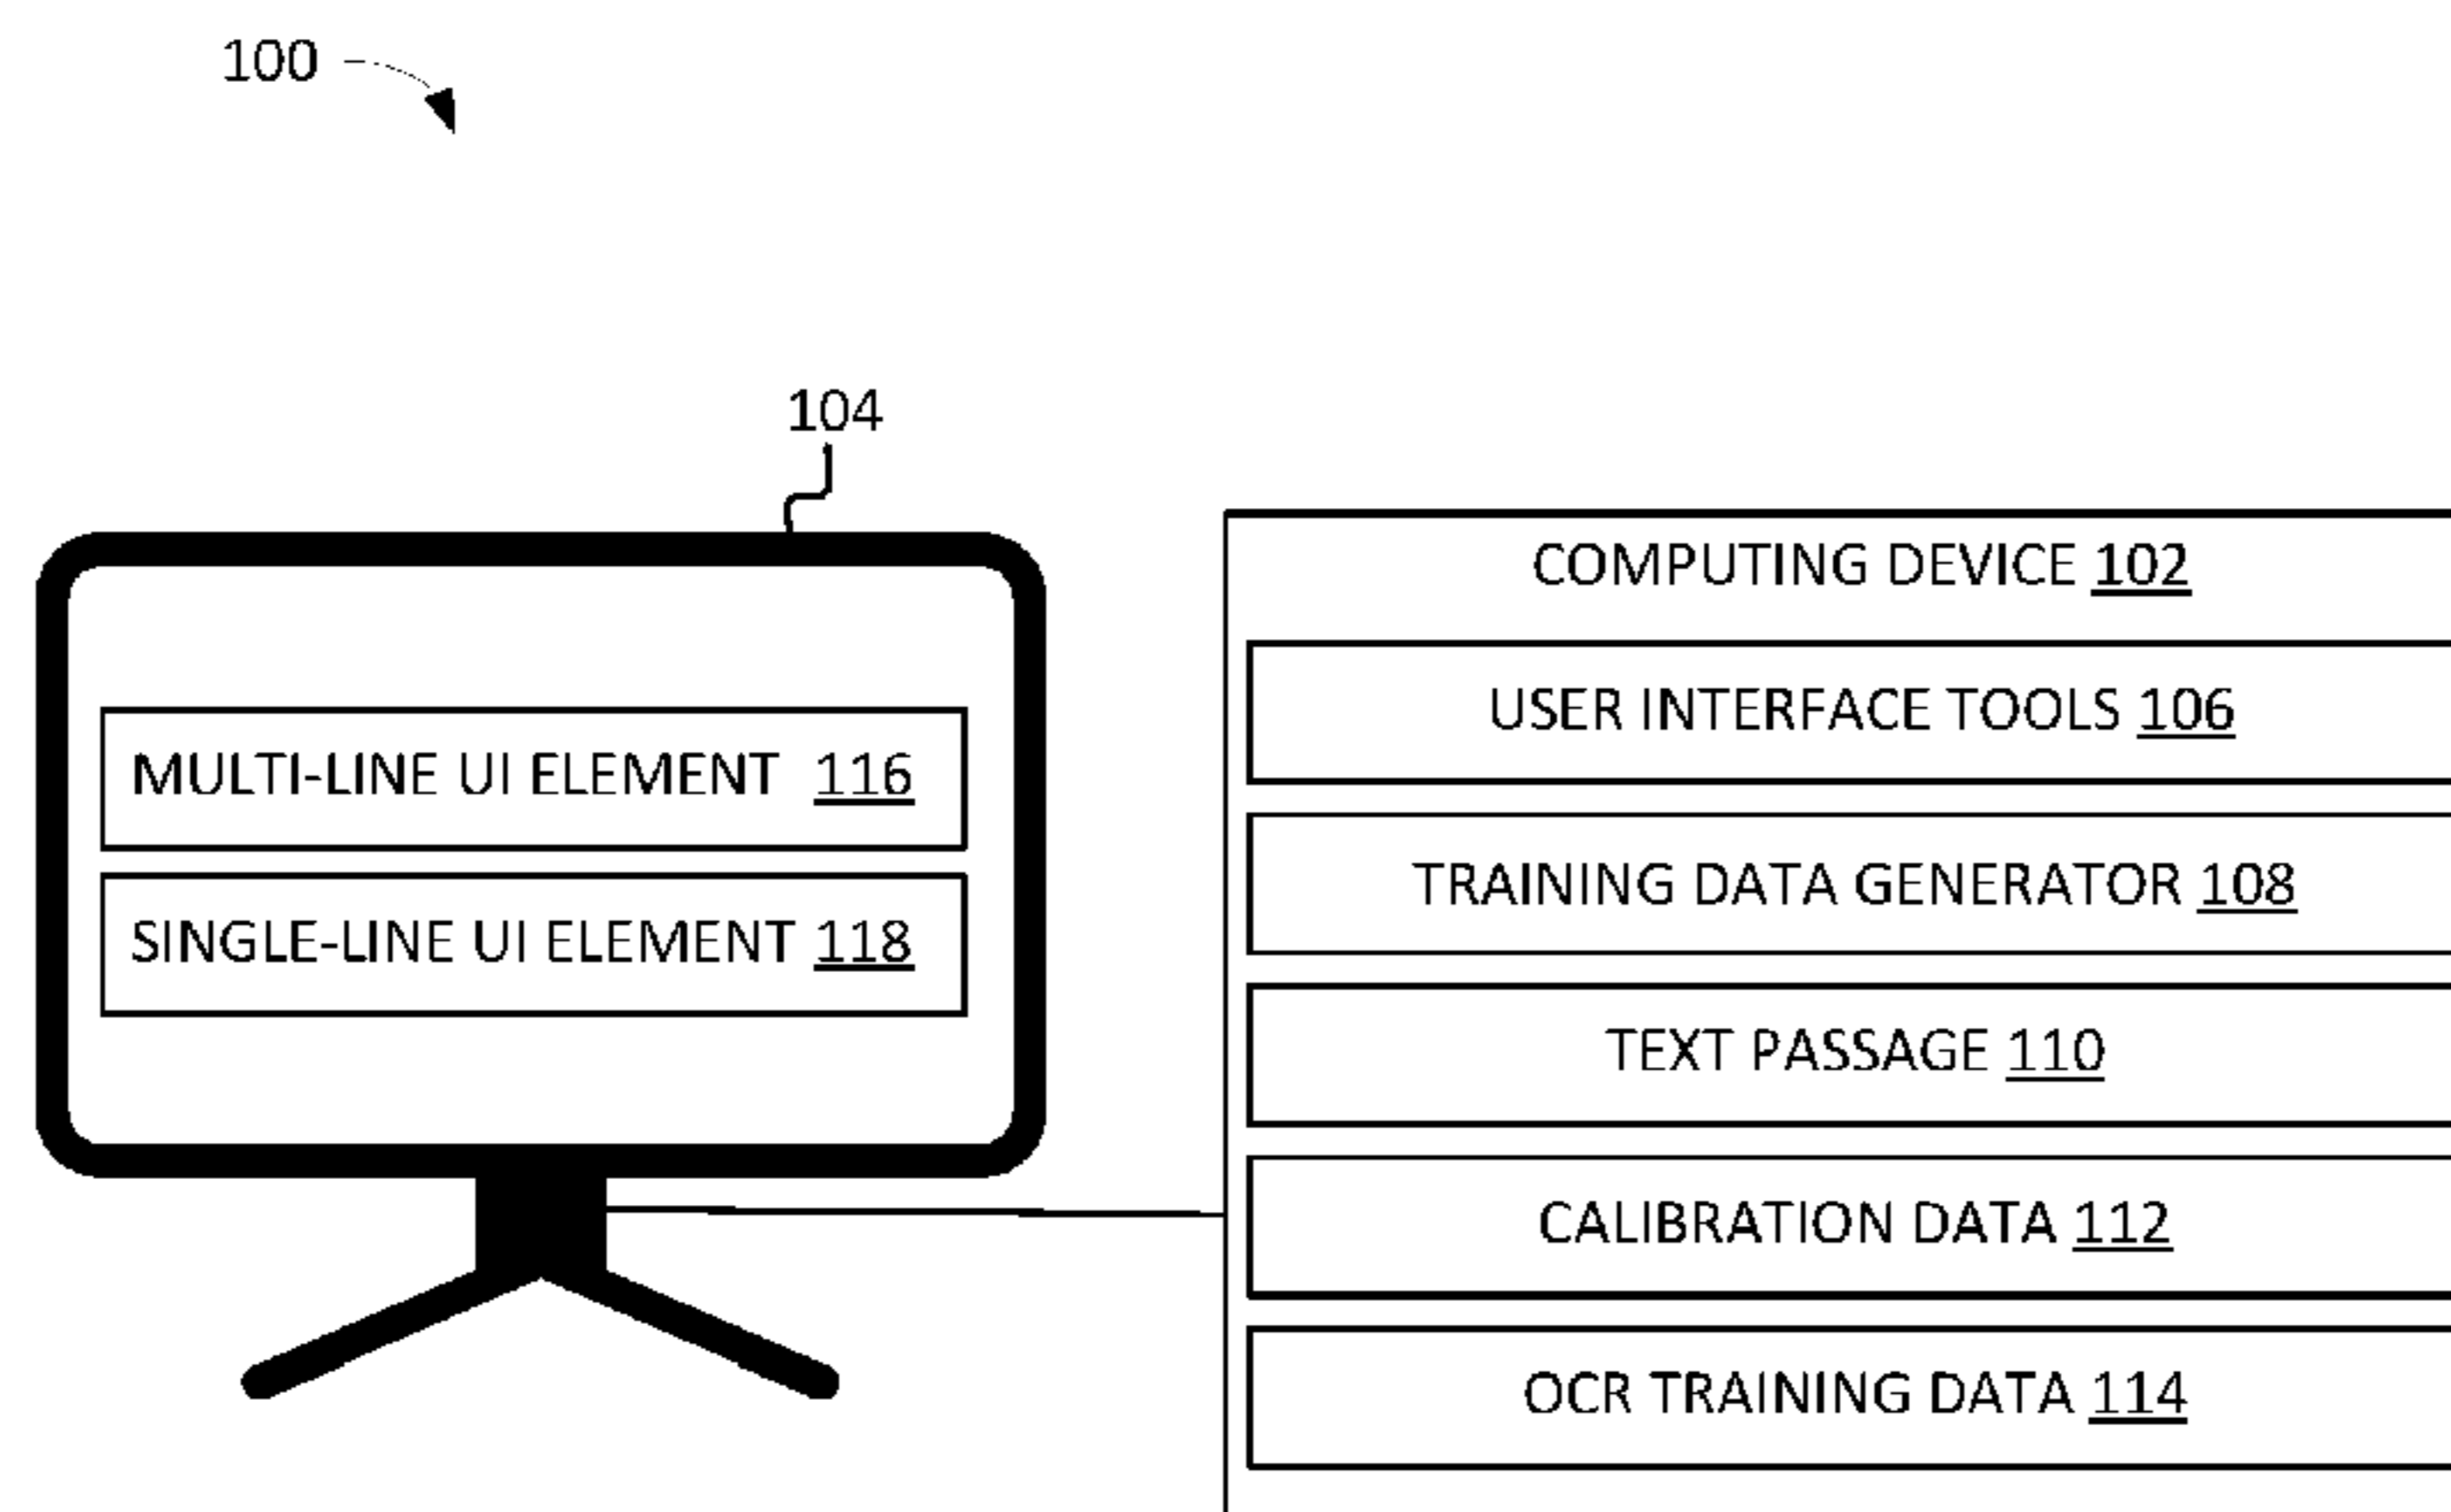 100
104
MULTI-LINE UI ELEMENT 116
SINGLE-LINE UI ELEMENT 118
COMPUTING DEVICE 102
USER INTERFACE TOOLS 106
TRAINING DATA GENERATOR 108
TEXT PASSAGE 110
CALIBRATION DATA 112
OCR TRAINING DATA 114